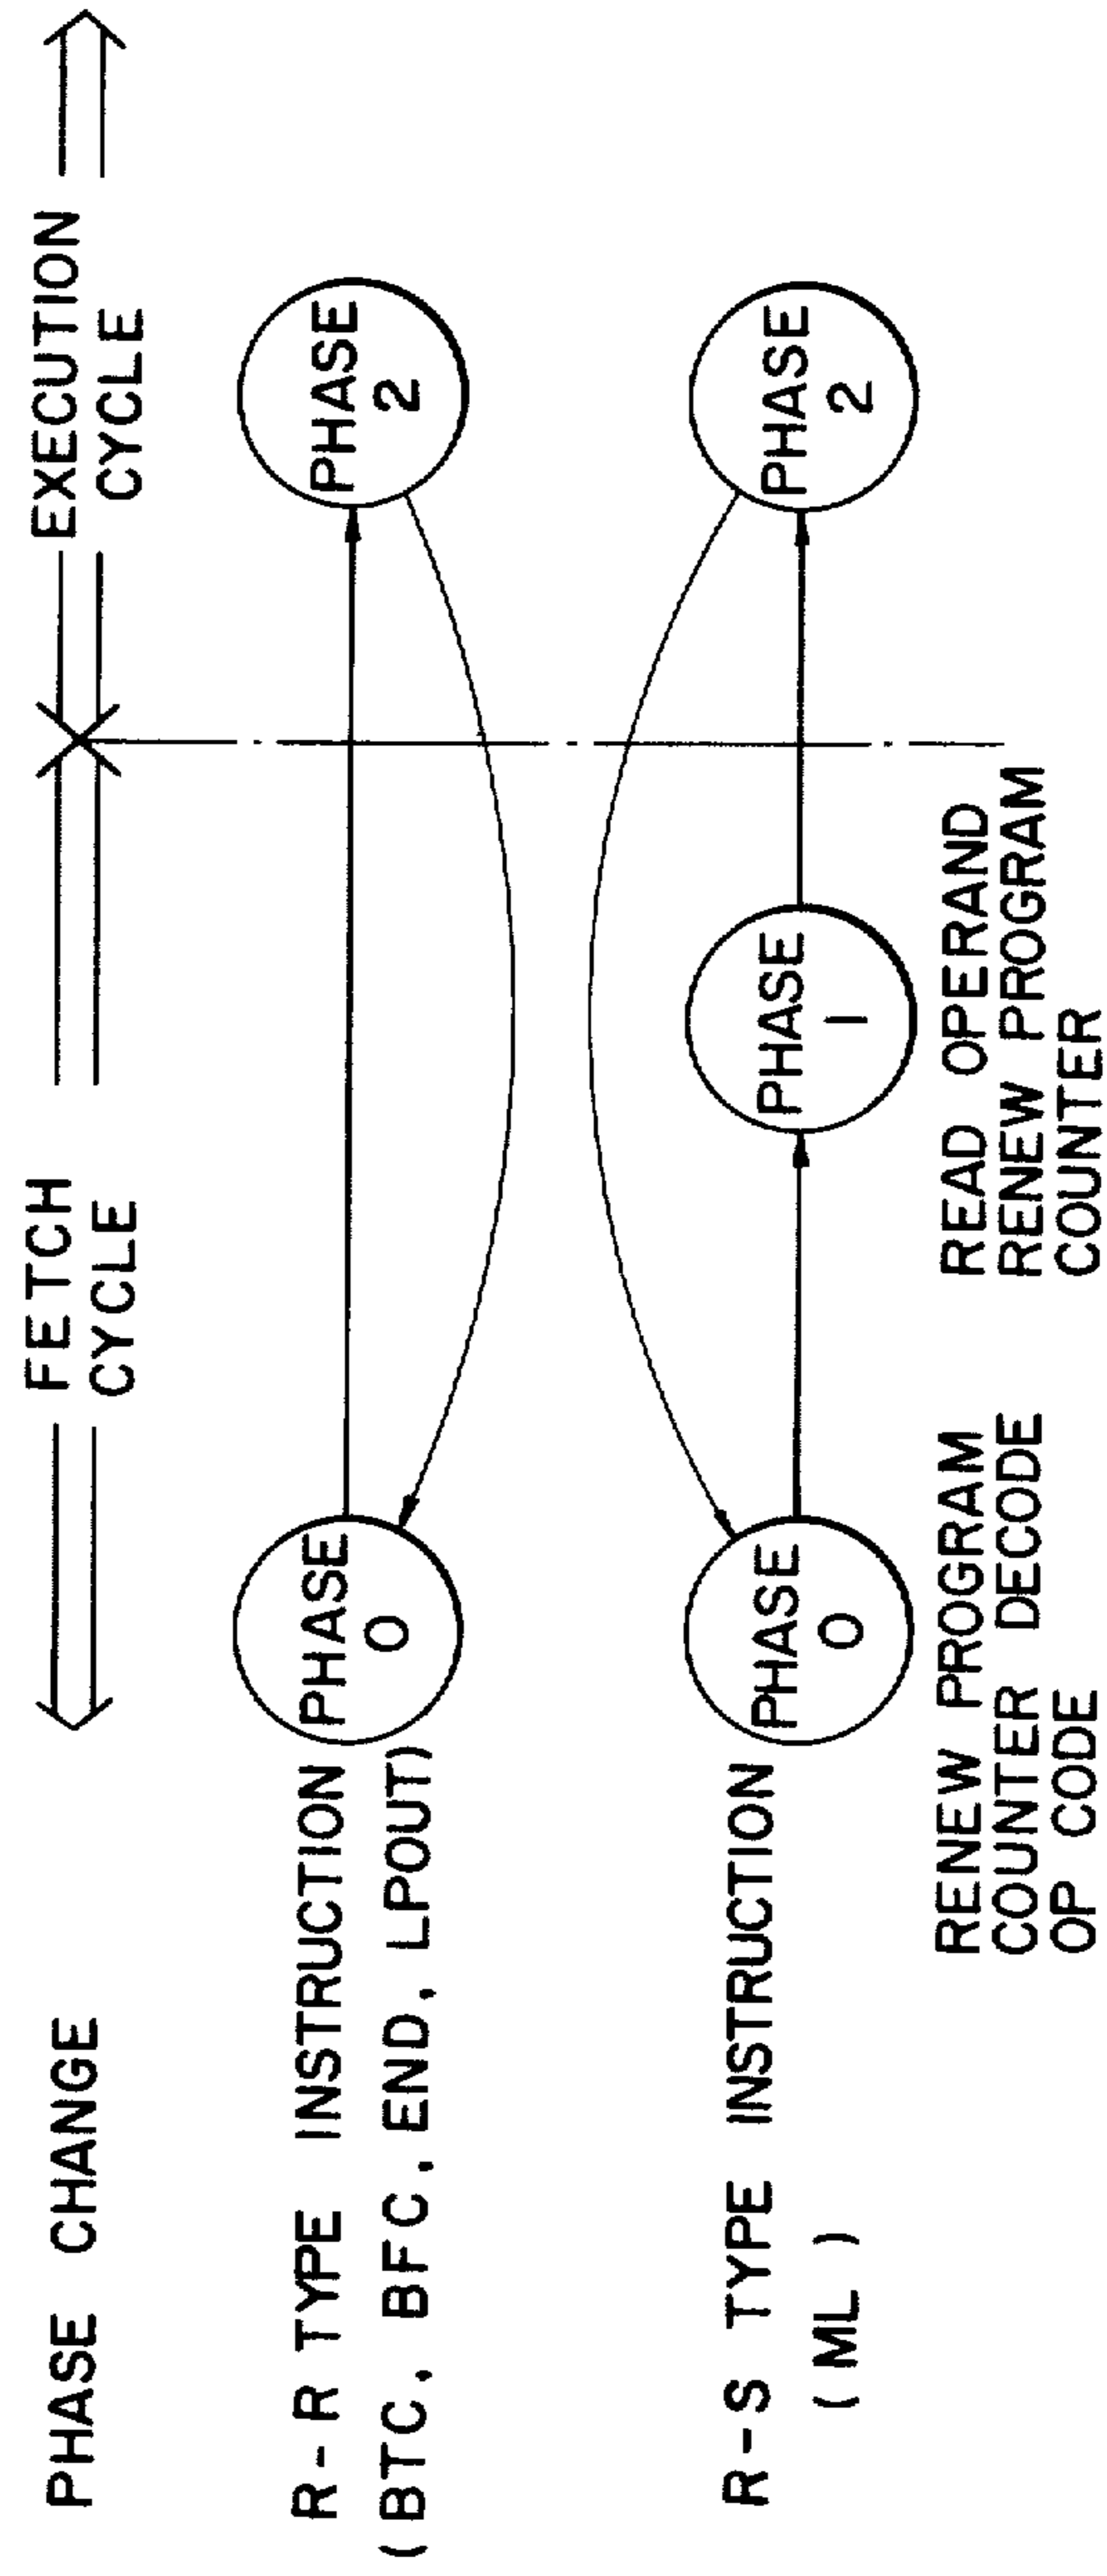 PHASE CHANGE
FETCH
CYCLE
EXECUTION
CYCLE
R-R TYPE INSTRUCTION
(BTC, BFC, END, LPOUT)
PHASE
0
PHASE
2
R-S TYPE INSTRUCTION
(ML)
PHASE
0
PHASE
1
PHASE
2
RENEW PROGRAM
COUNTER DECODE
OP CODE
READ OPERAND
RENEW PROGRAM
COUNTER